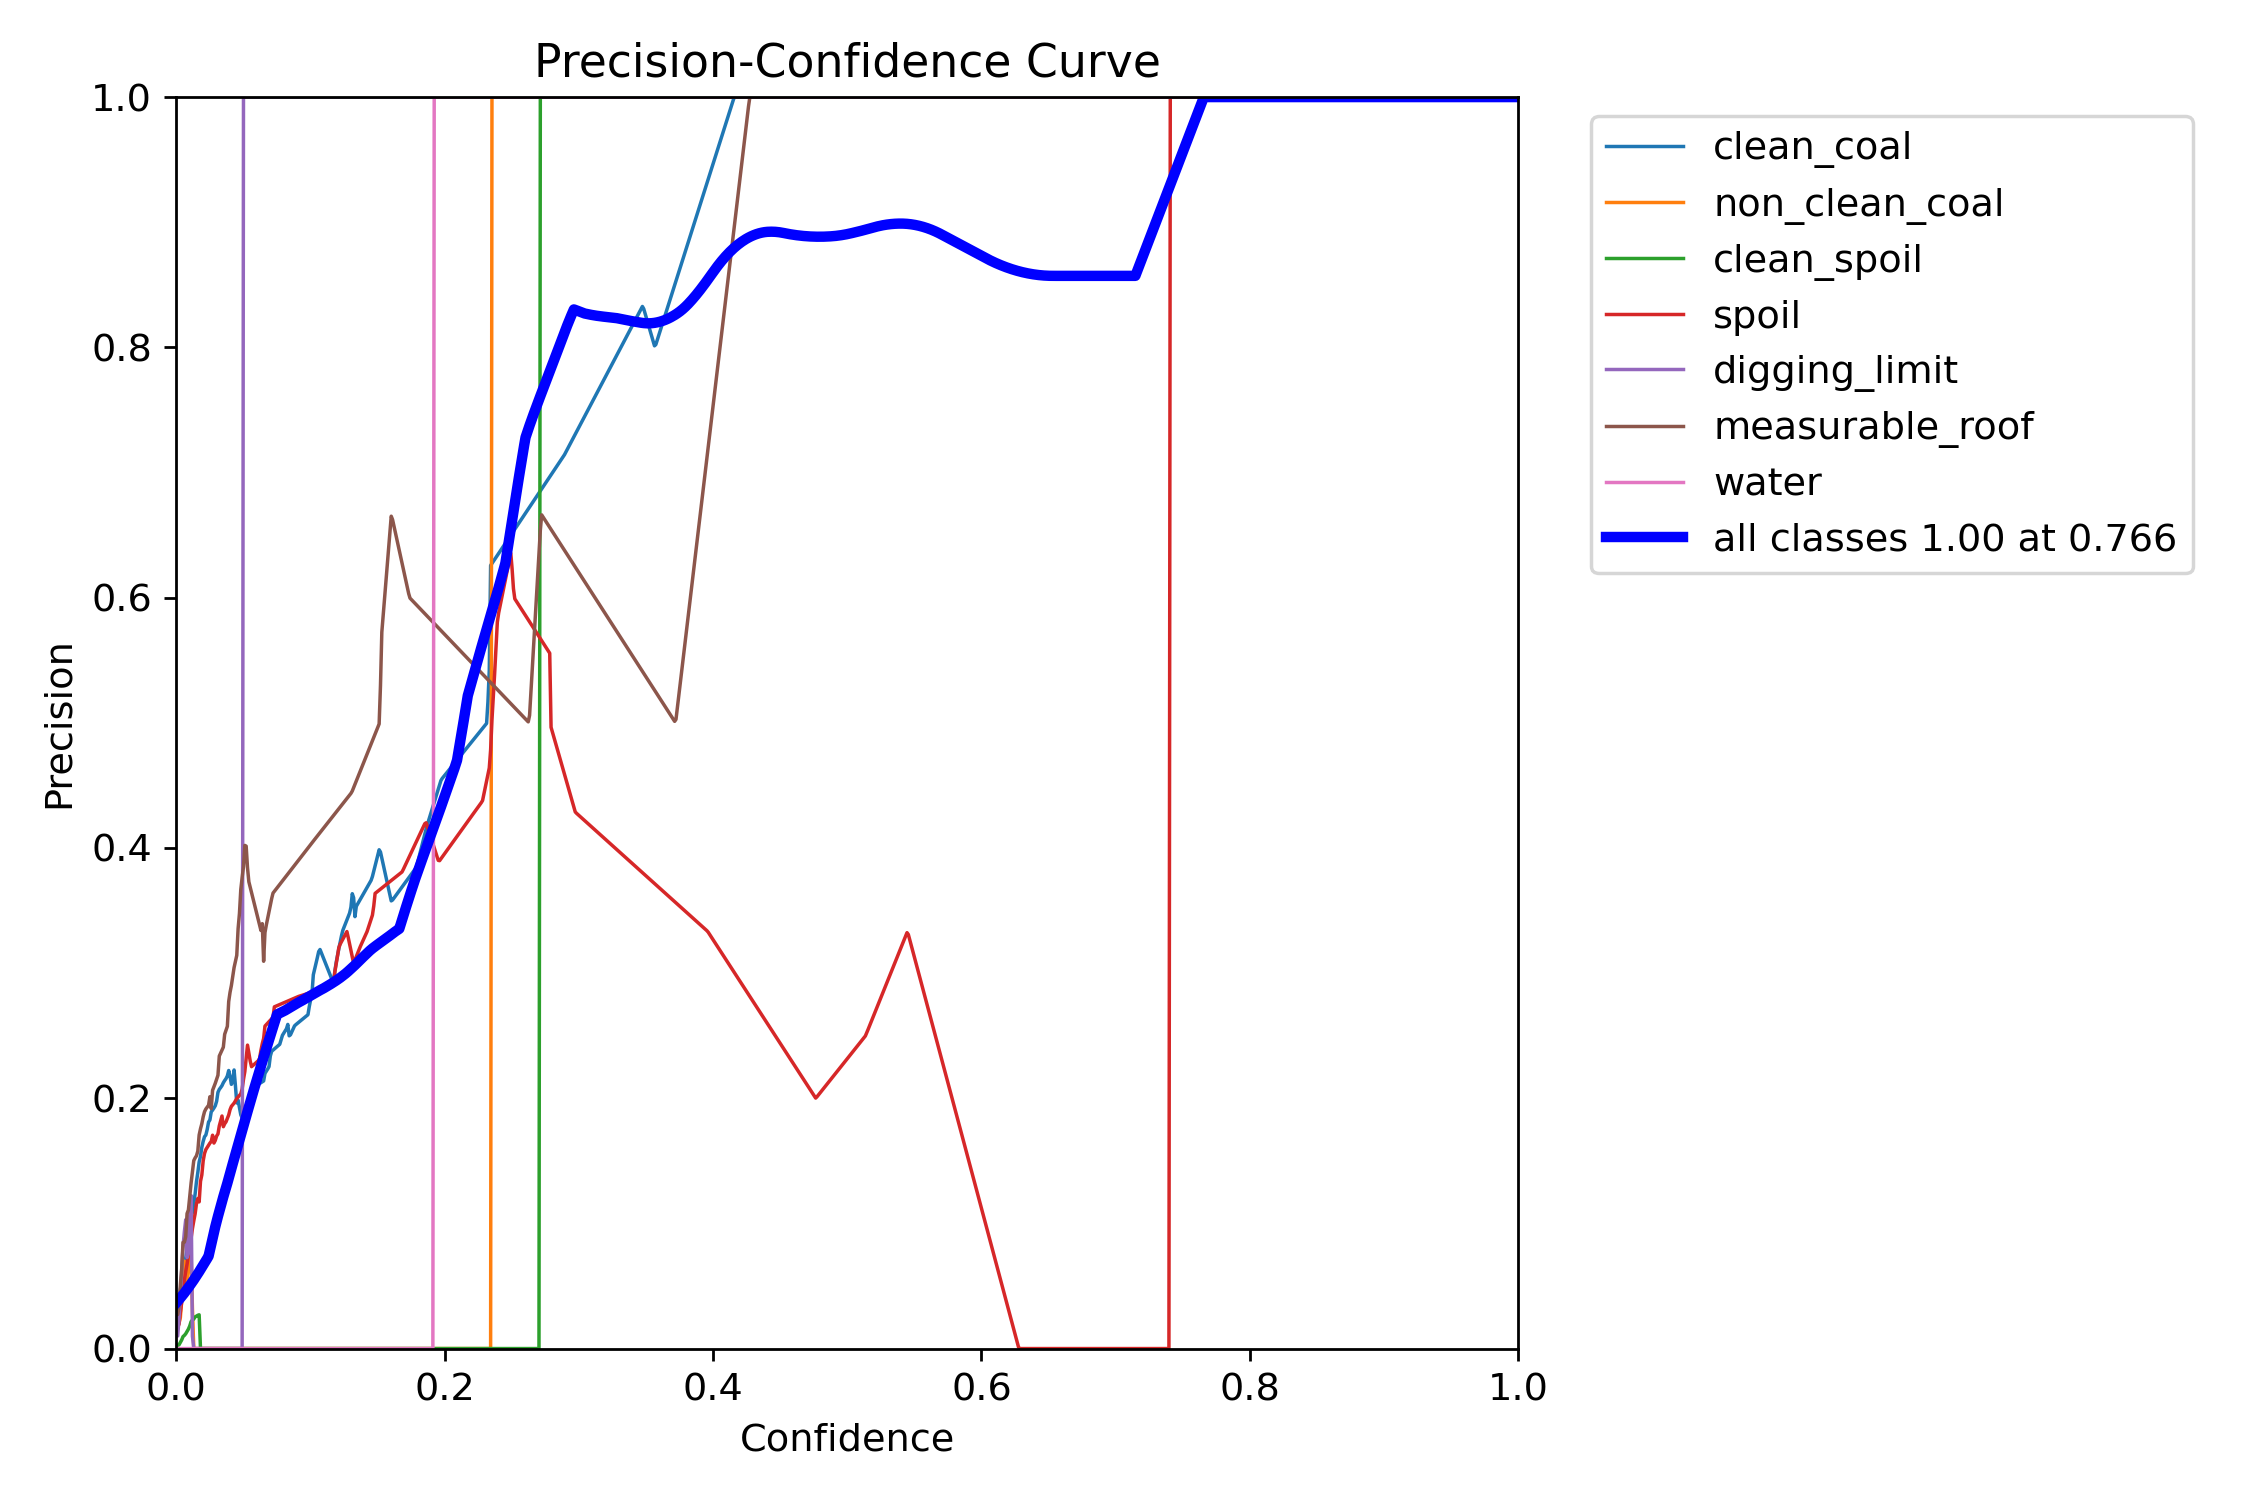 Precision-Confidence Curve
1.0
0.8
0.6
0.4
0.2
0.0
Precision
0.0 0.2 0.4 0.6 0.8 1.0
Confidence
clean_coal
non_clean_coal
clean_spoil
spoil
digging_limit
measurable_roof
water
all classes 1.00 at 0.766